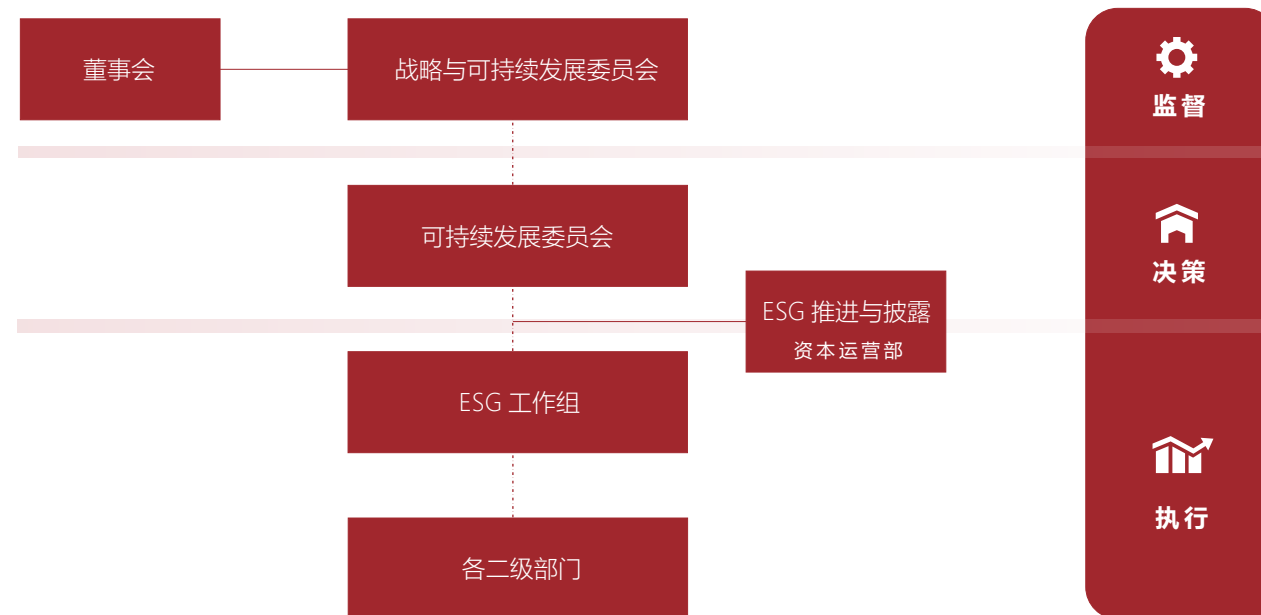 董事会
战略与可持续发展委员会
监督
可持续发展委员会
决策
ESG 推进与披露
资本运营部
ESG 工作组
执行
各二级部门